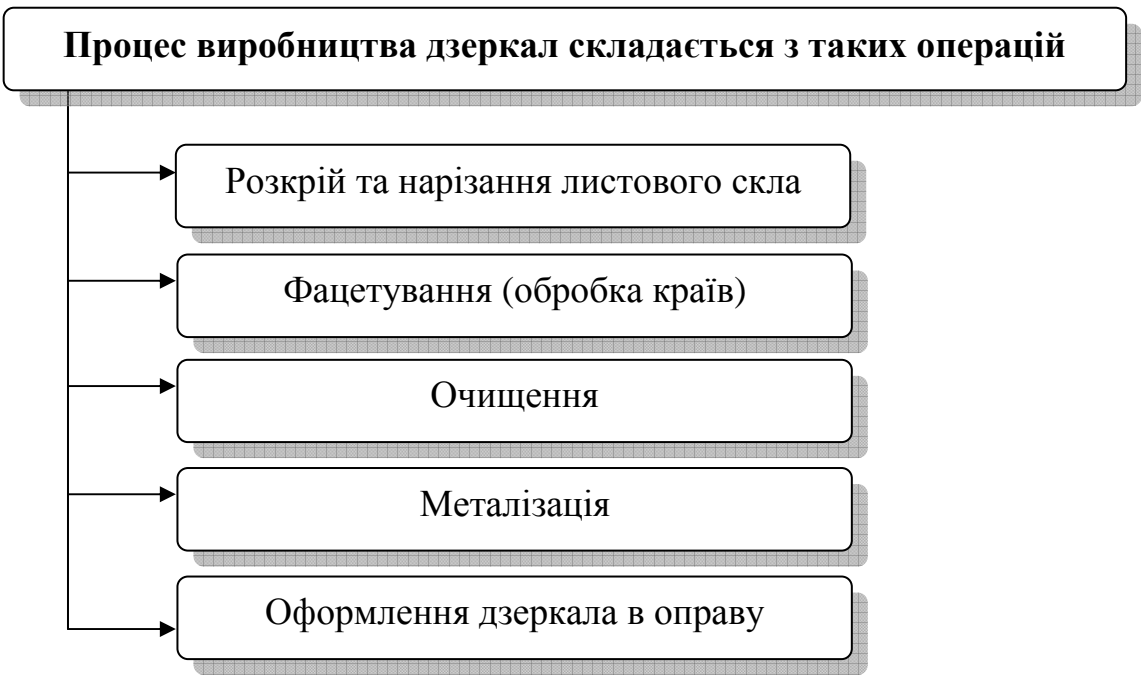 Процес виробництва дзеркал складається з таких операцій
Розкрій та нарізання листового скла
Фацетування (обробка країв)
Очищення
Металізація
Оформлення дзеркала в оправу